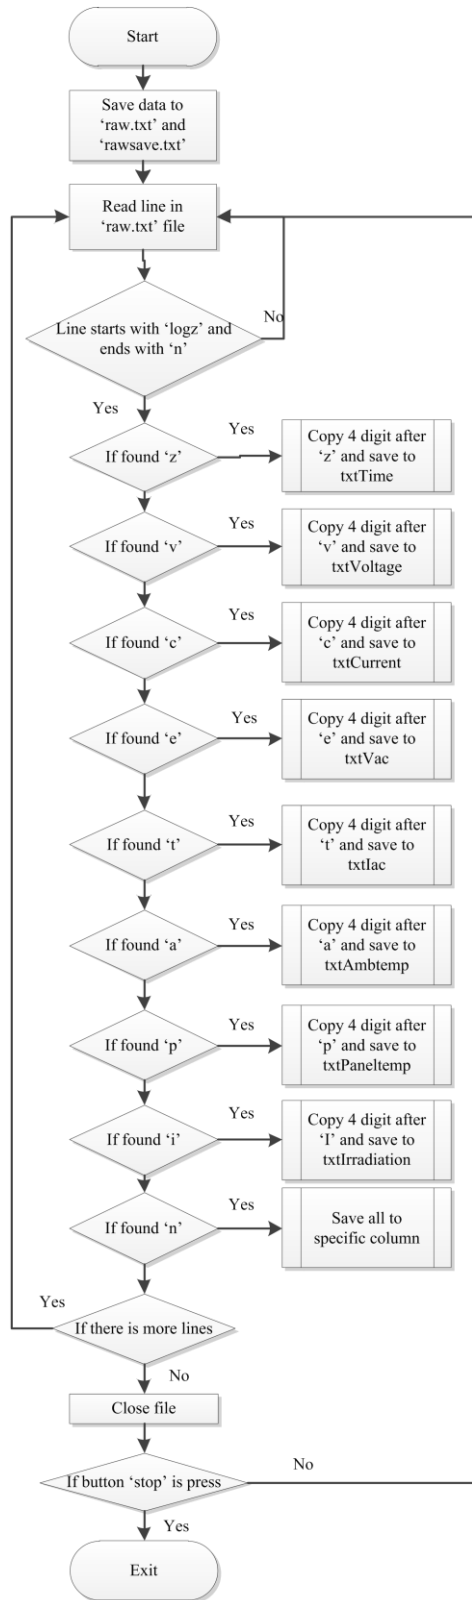 Start
Save data to
‘raw.txt’ and
‘rawsave.txt’
Read line in
‘raw.txt’ file
Line starts with ‘logz’ and
ends with ‘n’
No
Yes
If found ‘z’
Yes
Copy 4 digit after
‘z’ and save to
txtTime
If found ‘v’
Yes
Copy 4 digit after
‘v’ and save to
txtVoltage
If found ‘c’
Yes
Copy 4 digit after
‘c’ and save to
txtCurrent
If found ‘e’
Yes
Copy 4 digit after
‘e’ and save to
txtVac
If found ‘t’
Yes
Copy 4 digit after
‘t’ and save to
txtIac
If found ‘a’
Yes
Copy 4 digit after
‘a’ and save to
txtAmbtemp
If found ‘p’
Yes
Copy 4 digit after
‘p’ and save to
txtPaneltemp
If found ‘i’
Yes
Copy 4 digit after
‘I’ and save to
txtIrradiation
If found ‘n’
Yes
Save all to
specific column
Yes
If there is more lines
No
Close file
If button ‘stop’ is press
No
Yes
Exit